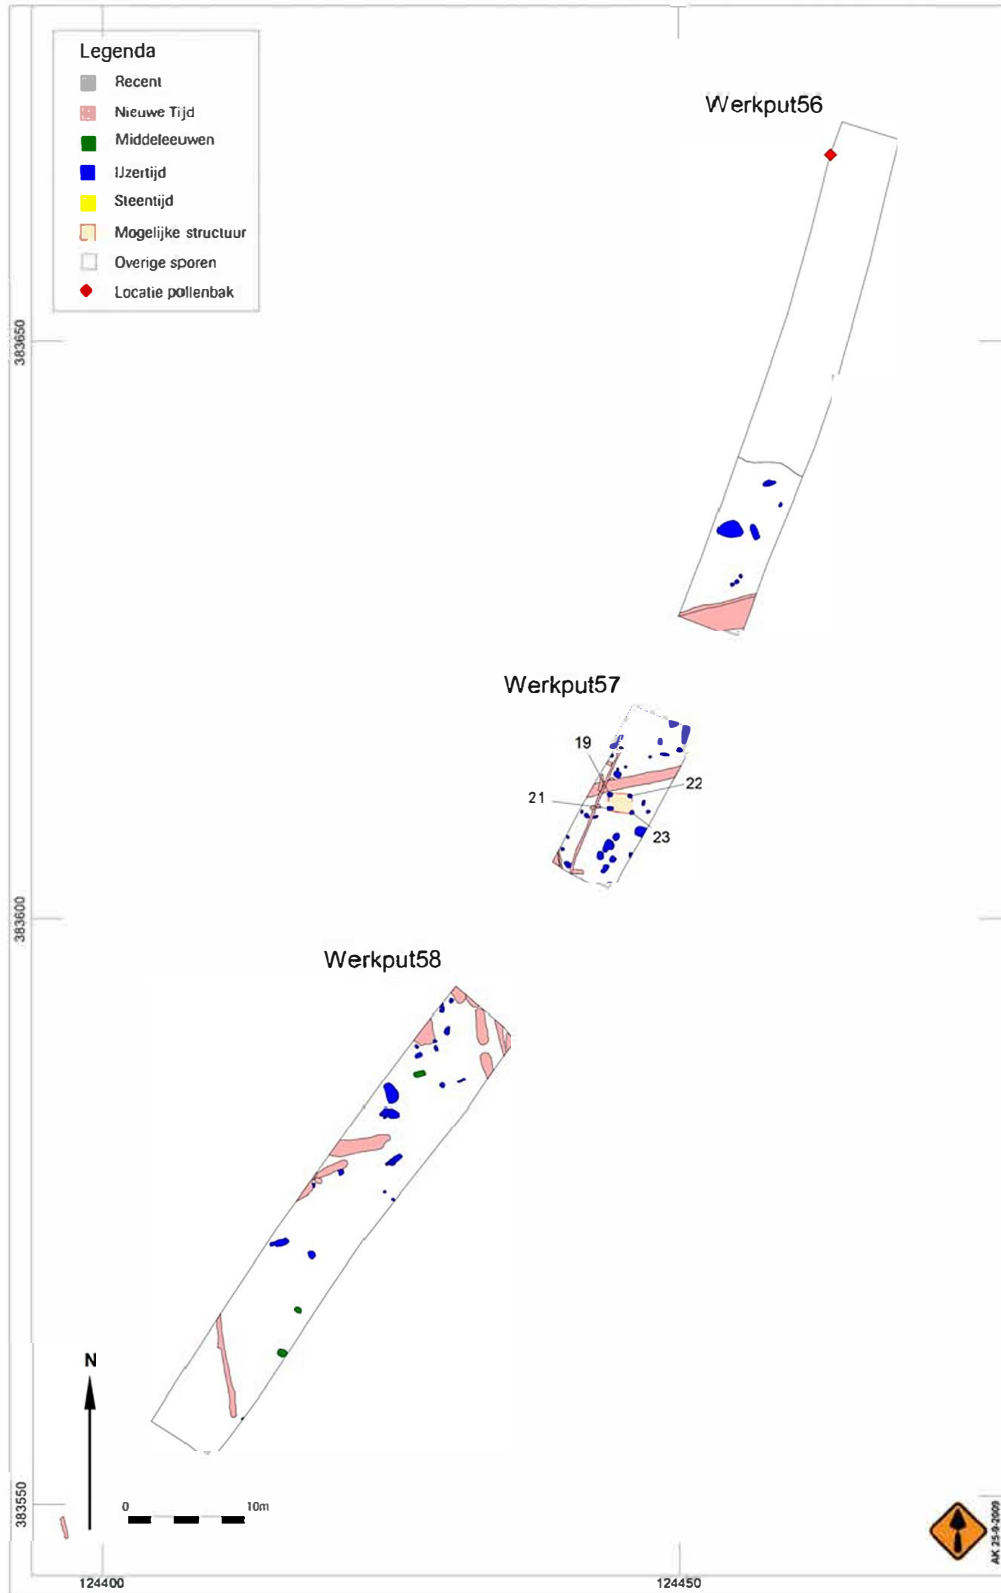 Legenda
Recent
Nieuwe Tijd
Middeleeuwen
IJzertijd
Steentijd
Mogelijke structuur
Overige sporen
Locatie pollenbak
Werkput56
383650
Werkput57
19
21
22
23
383600
Werkput58
N
0 10m
383550
AK 25-9-2009
124400 124450